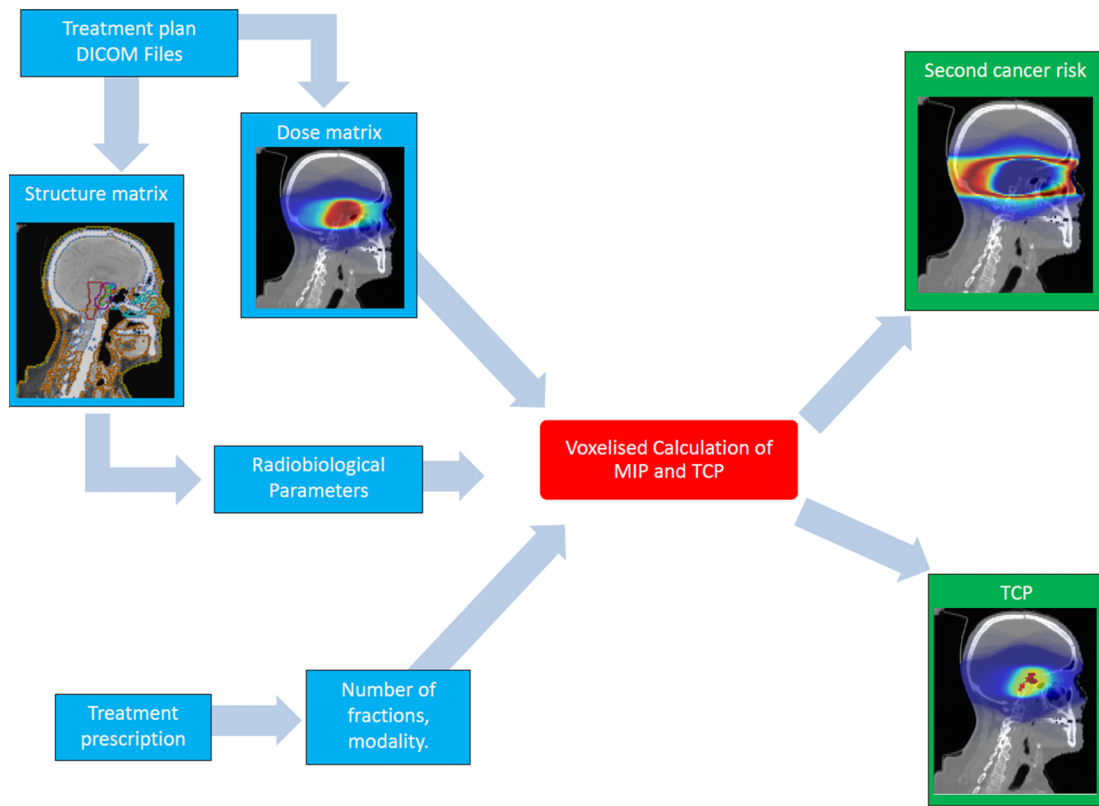 Treatment plan
DICOM Files
Dose matrix
Structure matrix
Second cancer risk
Radiobiological
Parameters
Voxelised Calculation of
MIP and TCP
TCP
Treatment
prescription
Number of
fractions,
modality.